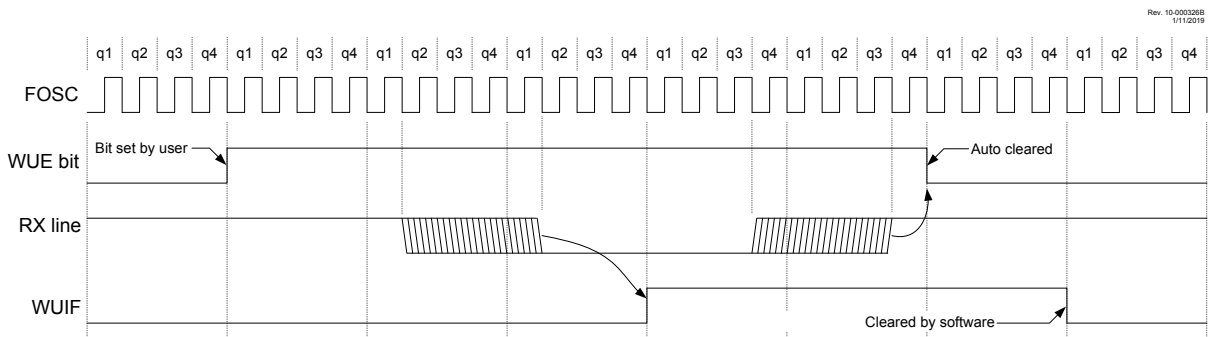 Rev. 10-000326B
1/11/2019
q1 q2 q3 q4 q1 q2 q3 q4 q1 q2 q3 q4 q1 q2 q3 q4 q1 q2 q3 q4 q1 q2 q3 q4 q1 q2 q3 q4 q1 q2 q3 q4
FOSC
WUE bit
Bit set by user
Auto cleared
RX line
WUIF
Cleared by software